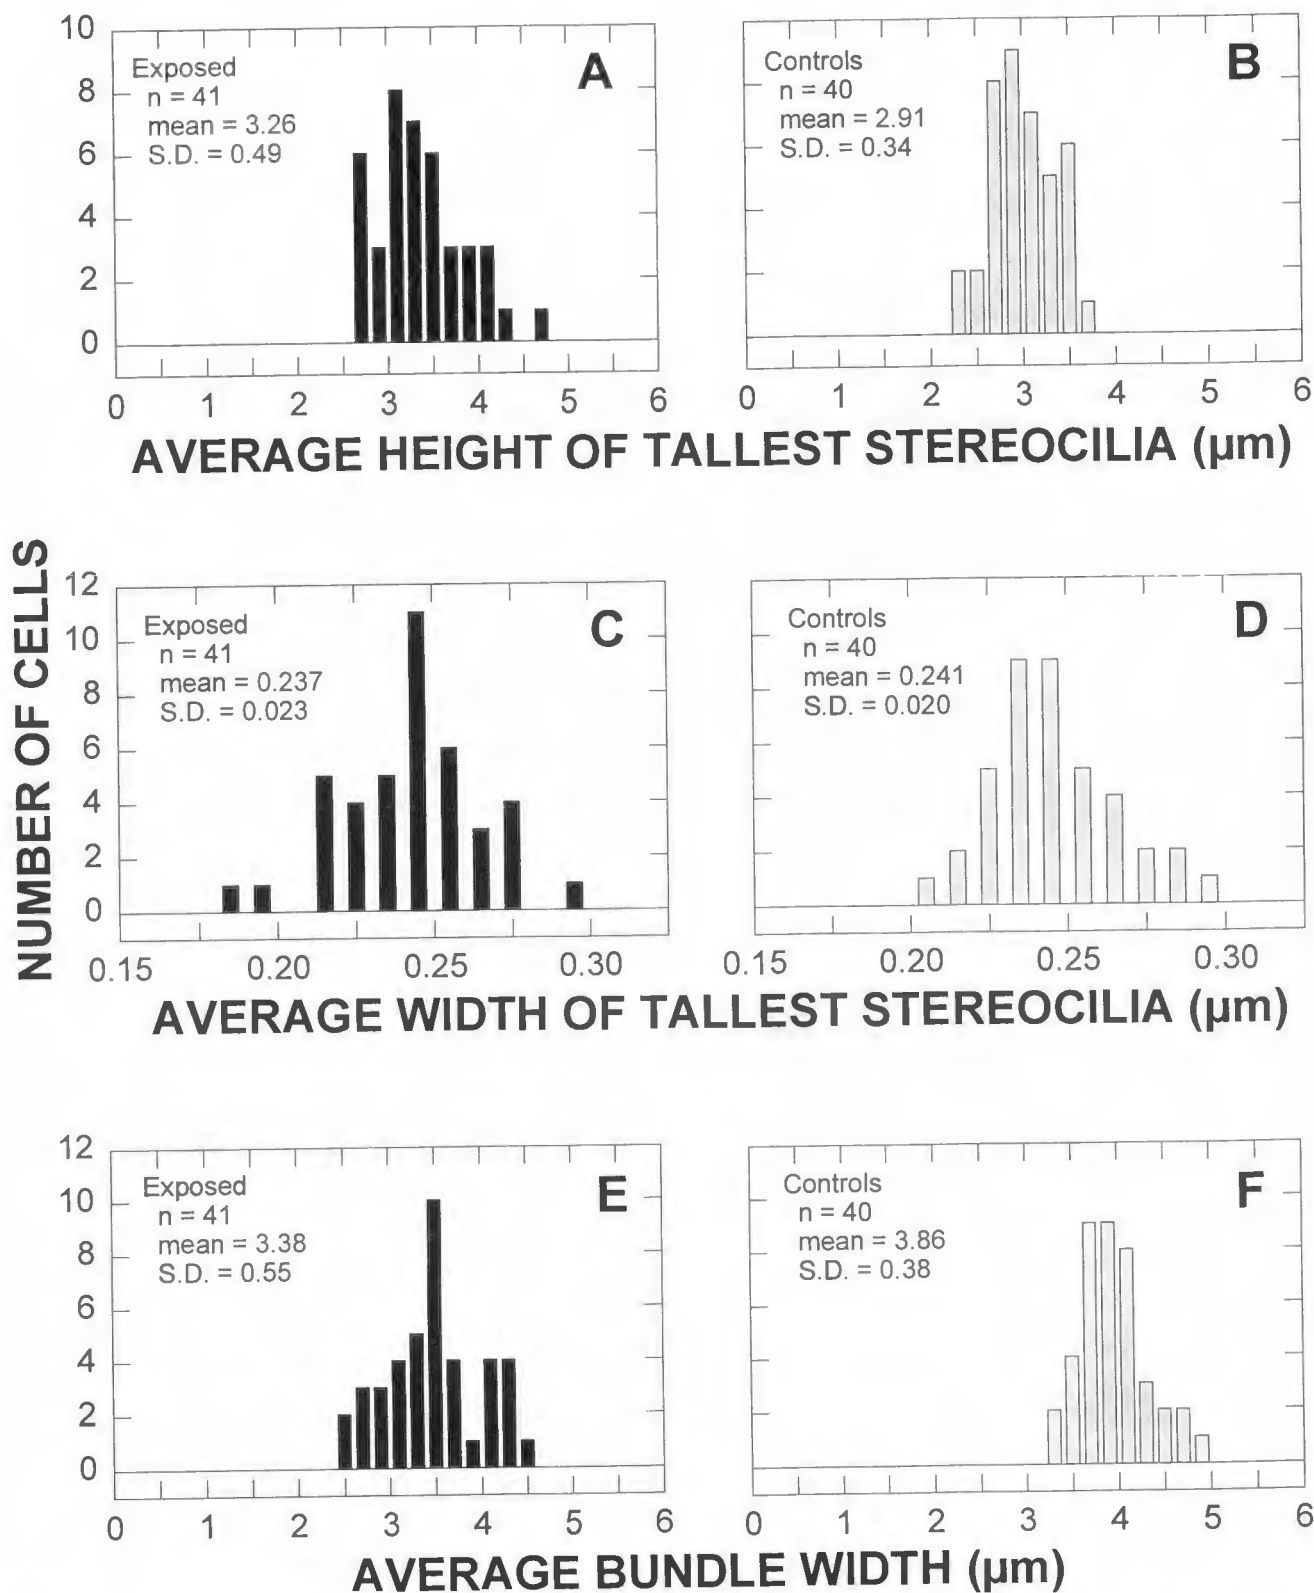 10
8
6
4
2
0
Exposed
n = 41
mean = 3.26
S.D. = 0.49
A
0 1 2 3 4 5 6
Controls
n = 40
mean = 2.91
S.D. = 0.34
B
0 1 2 3 4 5 6
AVERAGE HEIGHT OF TALLEST STEREOCILIA (µm)
NUMBER OF CELLS
12
10
8
6
4
2
0
Exposed
n = 41
mean = 0.237
S.D. = 0.023
C
0.15 0.20 0.25 0.30
Controls
n = 40
mean = 0.241
S.D. = 0.020
D
0.15 0.20 0.25 0.30
AVERAGE WIDTH OF TALLEST STEREOCILIA (µm)
12
10
8
6
4
2
0
Exposed
n = 41
mean = 3.38
S.D. = 0.55
E
0 1 2 3 4 5 6
Controls
n = 40
mean = 3.86
S.D. = 0.38
F
0 1 2 3 4 5 6
AVERAGE BUNDLE WIDTH (µm)